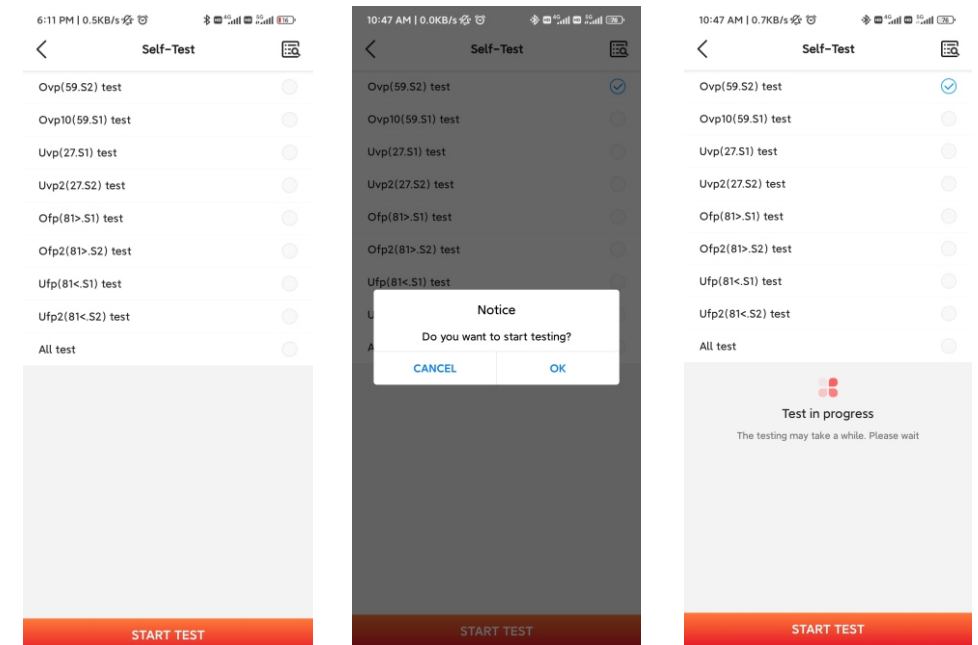 6:11 PM | 0.5KB/s
16
Self-Test
Ovp(59.S2) test
Ovp10(59.S1) test
Uvp(27.S1) test
Uvp2(27.S2) test
Ofp(81>.S1) test
Ofp2(81>.S2) test
Ufp(81<.S1) test
Ufp2(81<.S2) test
All test
START TEST
10:47 AM | 0.0KB/s
Self-Test
Ovp(59.S2) test
Ovp10(59.S1) test
Uvp(27.S1) test
Uvp2(27.S2) test
Ofp(81>.S1) test
Ofp2(81>.S2) test
Ufp(81<.S1) test
Notice
Do you want to start testing?
CANCEL OK
START TEST
10:47 AM | 0.7KB/s
Self-Test
Ovp(59.S2) test
Ovp10(59.S1) test
Uvp(27.S1) test
Uvp2(27.S2) test
Ofp(81>.S1) test
Ofp2(81>.S2) test
Ufp(81<.S1) test
Ufp2(81<.S2) test
All test
Test in progress
The testing may take a while. Please wait
START TEST